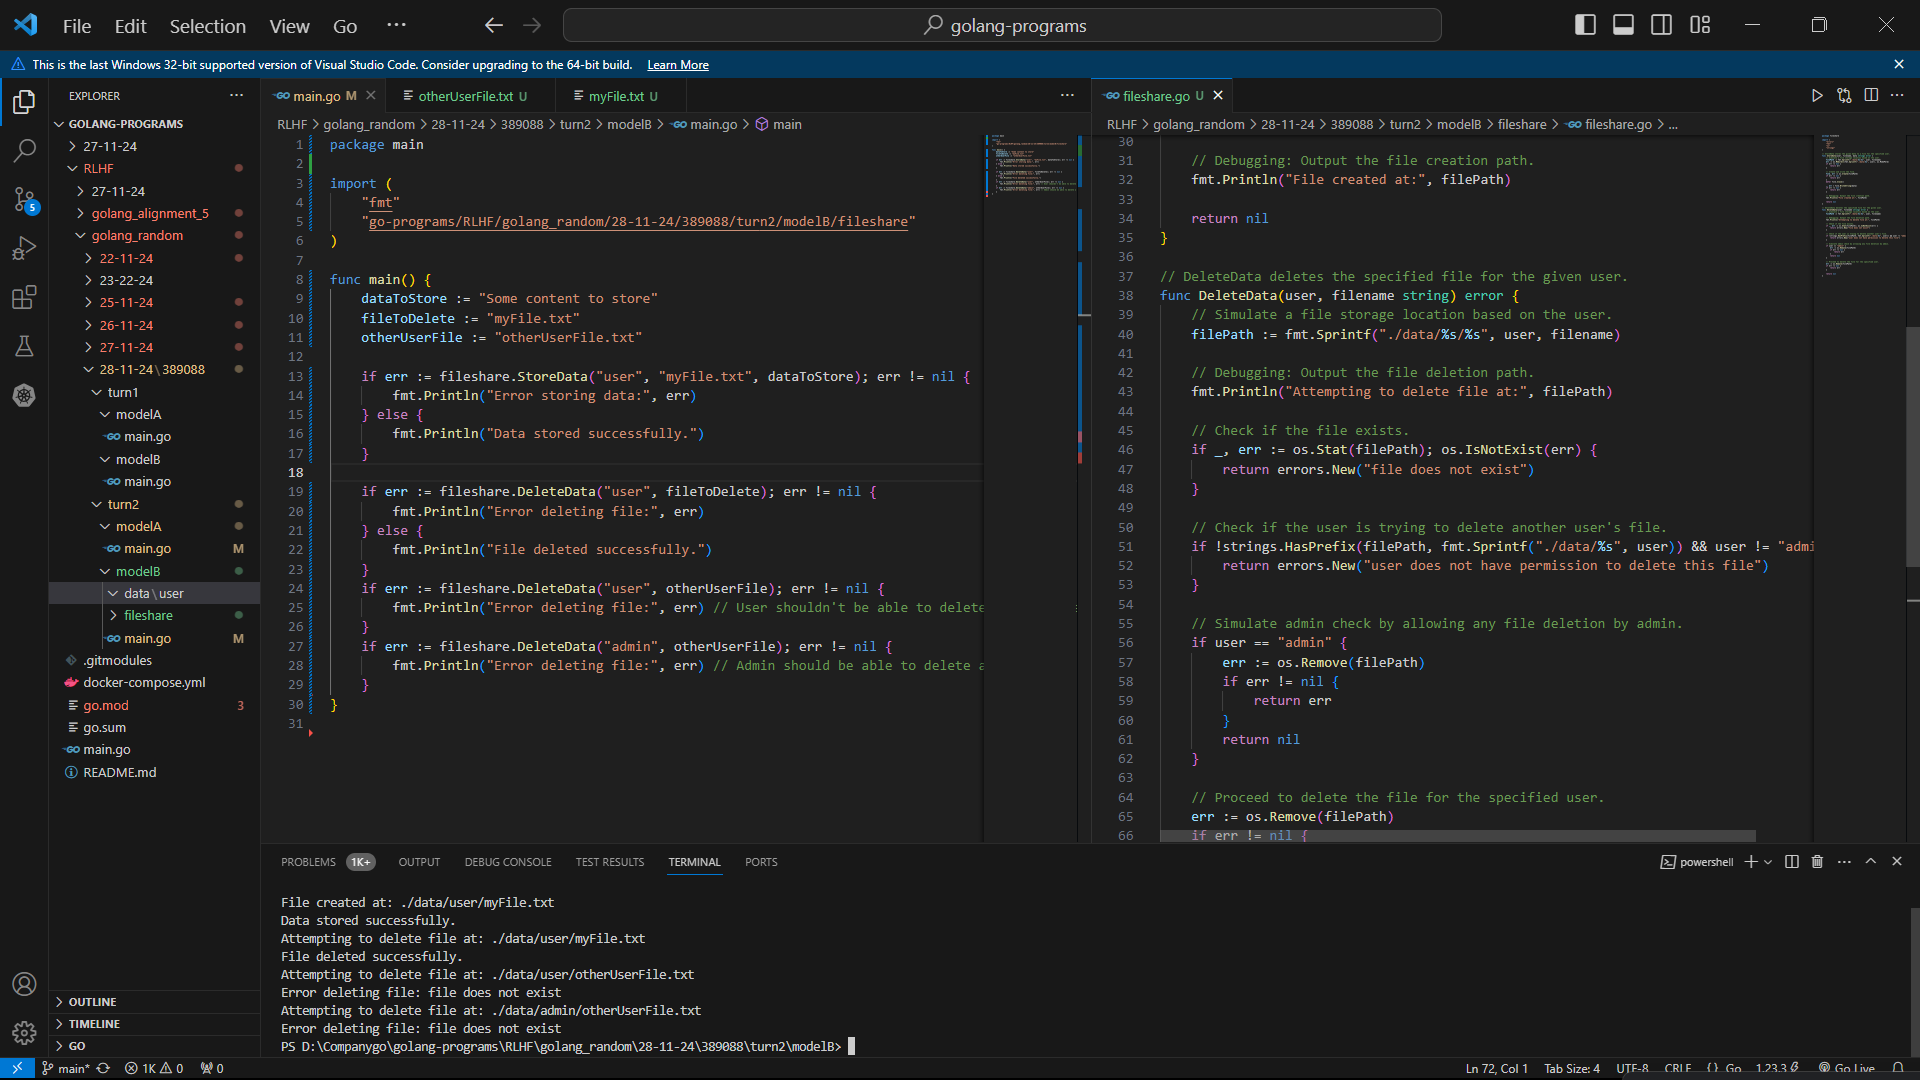 File Edit Selection View Go ··· golang-programs
This is the last Windows 32-bit supported version of Visual Studio Code. Consider upgrading to the 64-bit build. Learn More
EXPLORER ···
GOLANG-PROGRAMS
27-11-24
RLHF
27-11-24
golang_alignment_5
golang_random
22-11-24
23-22-24
25-11-24
26-11-24
27-11-24
28-11-24\389088
turn1
modelA
main.go
modelB
main.go
turn2
modelA
main.go M
modelB
data\user
fileshare
main.go M
.gitmodules
docker-compose.yml
go.mod 3
go.sum
main.go
README.md
OUTLINE
TIMELINE
GO
5
main.go M otherUserFile.txt U myFile.txt U ···
RLHF > golang_random > 28-11-24 > 389088 > turn2 > modelB > main.go > main
1 package main
2
3 import (
4 "fmt"
5 "go-programs/RLHF/golang_random/28-11-24/389088/turn2/modelB/fileshare"
6 )
7
8 func main() {
9 dataToStore := "Some content to store"
10 fileToDelete := "myFile.txt"
11 otherUserFile := "otherUserFile.txt"
12
13 if err := fileshare.StoreData("user", "myFile.txt", dataToStore); err != nil {
14 fmt.Println("Error storing data:", err)
15 } else {
16 fmt.Println("Data stored successfully.")
17 }
18
19 if err := fileshare.DeleteData("user", fileToDelete); err != nil {
20 fmt.Println("Error deleting file:", err)
21 } else {
22 fmt.Println("File deleted successfully.")
23 }
24 if err := fileshare.DeleteData("user", otherUserFile); err != nil {
25 fmt.Println("Error deleting file:", err) // User shouldn't be able to delete
26 }
27 if err := fileshare.DeleteData("admin", otherUserFile); err != nil {
28 fmt.Println("Error deleting file:", err) // Admin should be able to delete a
29 }
30 }
31
fileshare.go U ···
RLHF > golang_random > 28-11-24 > 389088 > turn2 > modelB > fileshare > fileshare.go > ...
30
31 // Debugging: Output the file creation path.
32 fmt.Println("File created at:", filePath)
33
34 return nil
35 }
36
37 // DeleteData deletes the specified file for the given user.
38 func DeleteData(user, filename string) error {
39 // Simulate a file storage location based on the user.
40 filePath := fmt.Sprintf("./data/%s/%s", user, filename)
41
42 // Debugging: Output the file deletion path.
43 fmt.Println("Attempting to delete file at:", filePath)
44
45 // Check if the file exists.
46 if _, err := os.Stat(filePath); os.IsNotExist(err) {
47 return errors.New("file does not exist")
48 }
49
50 // Check if the user is trying to delete another user's file.
51 if !strings.HasPrefix(filePath, fmt.Sprintf("./data/%s", user)) && user != "admi
52 return errors.New("user does not have permission to delete this file")
53 }
54
55 // Simulate admin check by allowing any file deletion by admin.
56 if user == "admin" {
57 err := os.Remove(filePath)
58 if err != nil {
59 return err
60 }
61 return nil
62 }
63
64 // Proceed to delete the file for the specified user.
65 err := os.Remove(filePath)
66 if err != nil {
PROBLEMS 1K+ OUTPUT DEBUG CONSOLE TEST RESULTS TERMINAL PORTS powershell ···
File created at: ./data/user/myFile.txt
Data stored successfully.
Attempting to delete file at: ./data/user/myFile.txt
File deleted successfully.
Attempting to delete file at: ./data/user/otherUserFile.txt
Error deleting file: file does not exist
Attempting to delete file at: ./data/admin/otherUserFile.txt
Error deleting file: file does not exist
PS D:\Companygo\golang-programs\RLHF\golang_random\28-11-24\389088\turn2\modelB>
main* 1K 0 0 Ln 72, Col 1 Tab Size: 4 UTF-8 CRLF {} Go 1.23.3 Go Live